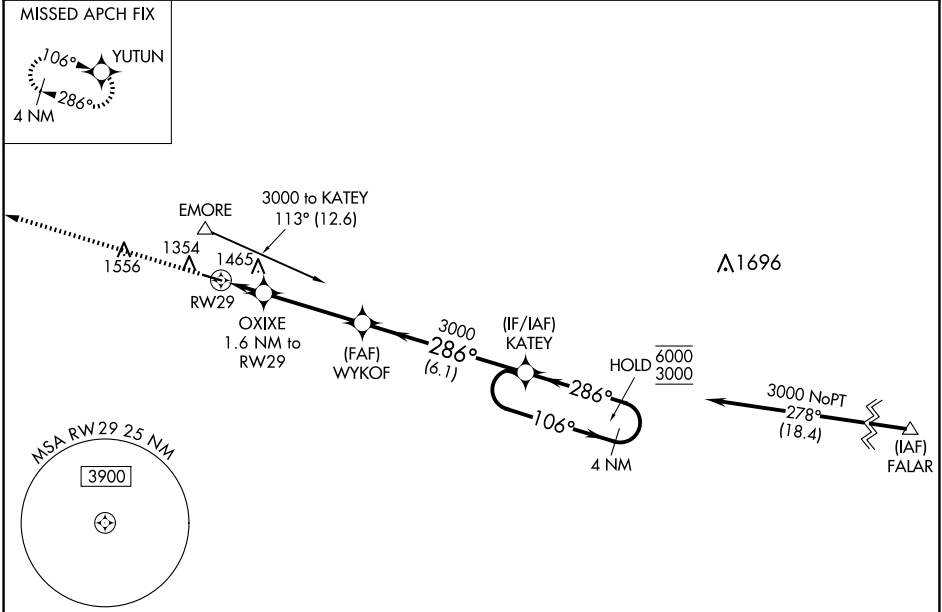 MISSED APCH FIX
106°
YUTUN
286°
4 NM
3000 to KATEY
113° (12.6)
EMORE
1556
1354
1465
1696
RW29
OXIXE
1.6 NM to
RW29
(FAF)
WYKOF
3000
286°
(6.1)
(IF/IAF)
KATEY
HOLD
6000
3000
286°
106°
4 NM
3000 NoPT
278°
(18.4)
(IAF)
FALAR
MSA RW29 25 NM
3900